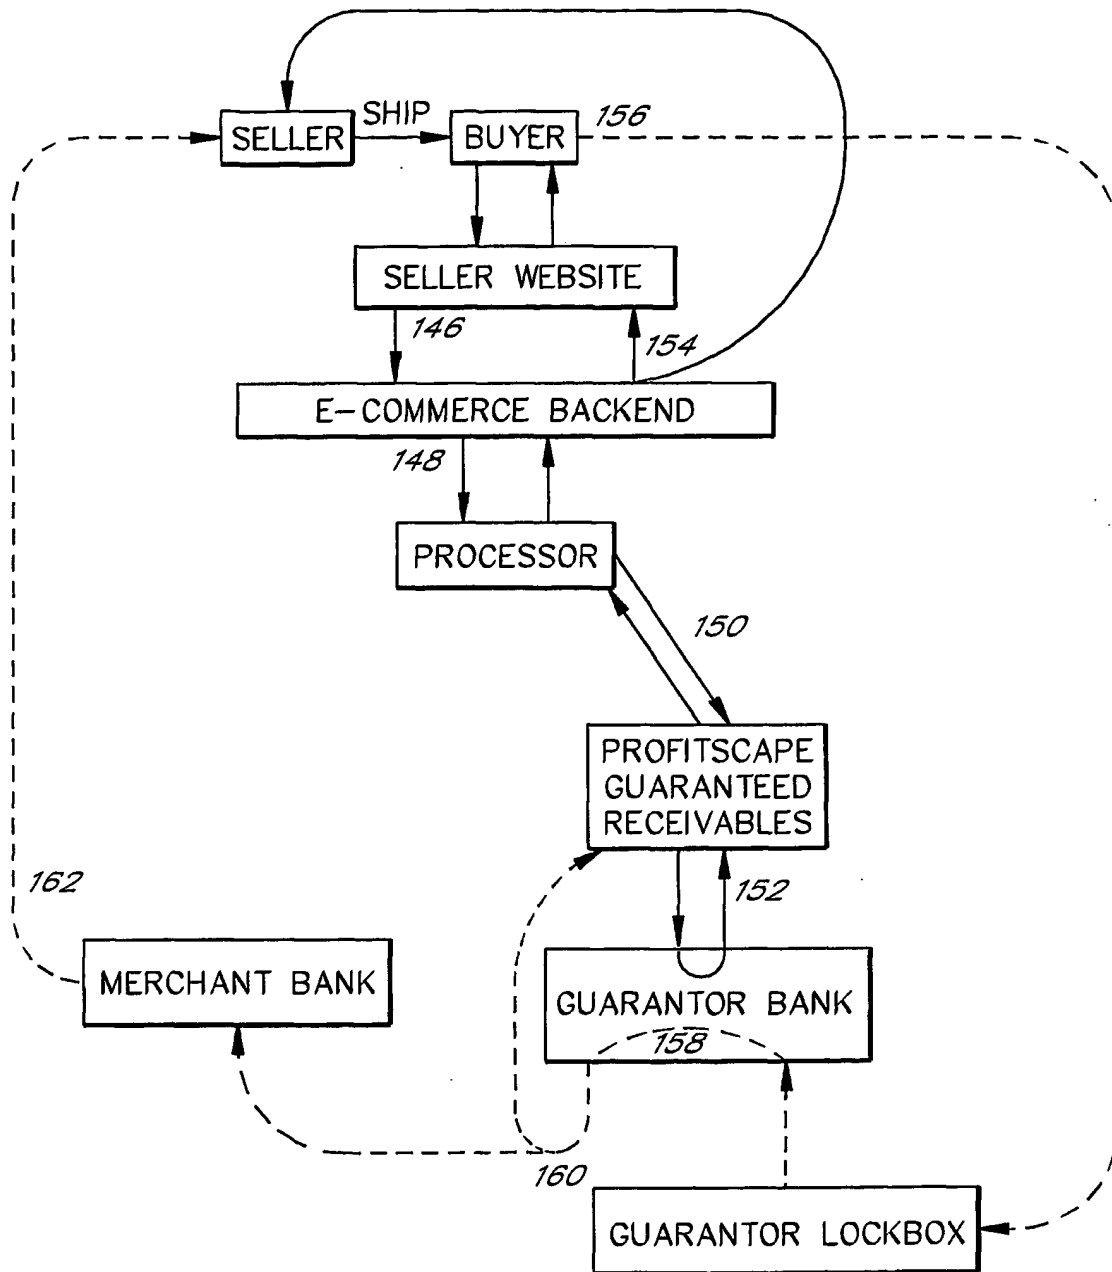 SHIP
156
SELLER
BUYER
SELLER WEBSITE
146
154
E-COMMERCE BACKEND
148
PROCESSOR
150
PROFITSCAPE
GUARANTEED
RECEIVABLES
162
152
MERCHANT BANK
GUARANTOR BANK
158
160
GUARANTOR LOCKBOX